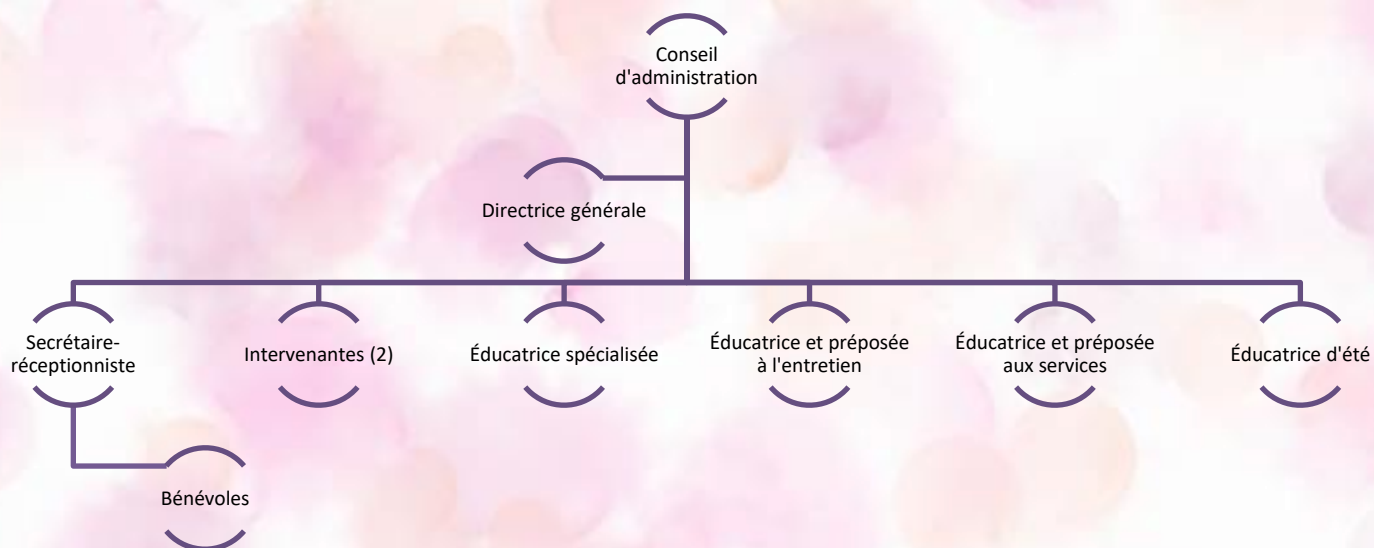 Conseil
d'administration
Directrice générale
Secrétaire-
réceptionniste
Intervenantes (2)
Éducatrice spécialisée
Éducatrice et préposée
à l'entretien
Éducatrice et préposée
aux services
Éducatrice d'été
Bénévoles